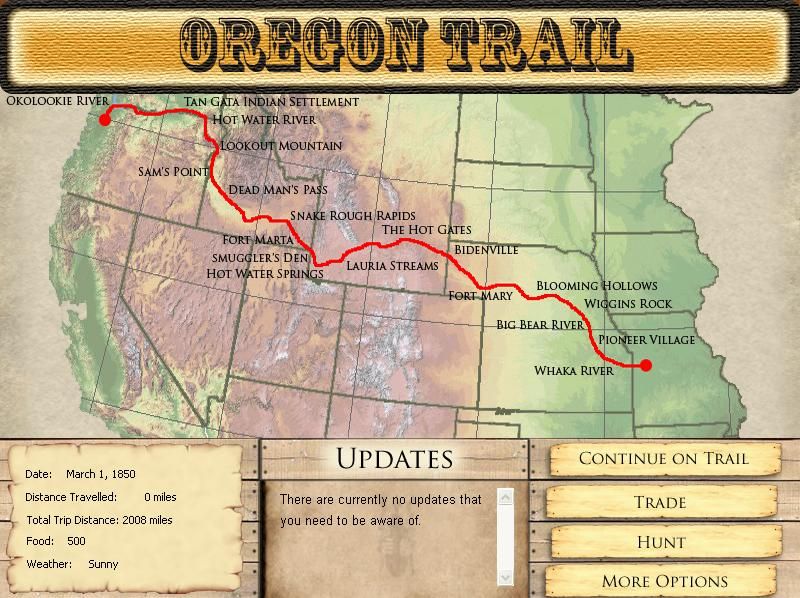 OREGON TRAIL
OKOLOOKIE RIVER
TAN GATA INDIAN SETTLEMENT
HOT WATER RIVER
LOOKOUT MOUNTAIN
SAM'S POINT
DEAD MAN'S PASS
SNAKE ROUGH RAPIDS
THE HOT GATES
FORT MARTA
BIDENVILLE
SMUGGLER'S DEN
LAURIA STREAMS
HOT WATER SPRINGS
BLOOMING HOLLOWS
FORT MARY
WIGGINS ROCK
BIG BEAR RIVER
PIONEER VILLAGE
WHAKA RIVER
Date: March 1, 1850
Distance Travelled: 0 miles
Total Trip Distance: 2008 miles
Food: 500
Weather: Sunny
UPDATES
There are currently no updates that
you need to be aware of.
CONTINUE ON TRAIL
TRADE
HUNT
MORE OPTIONS